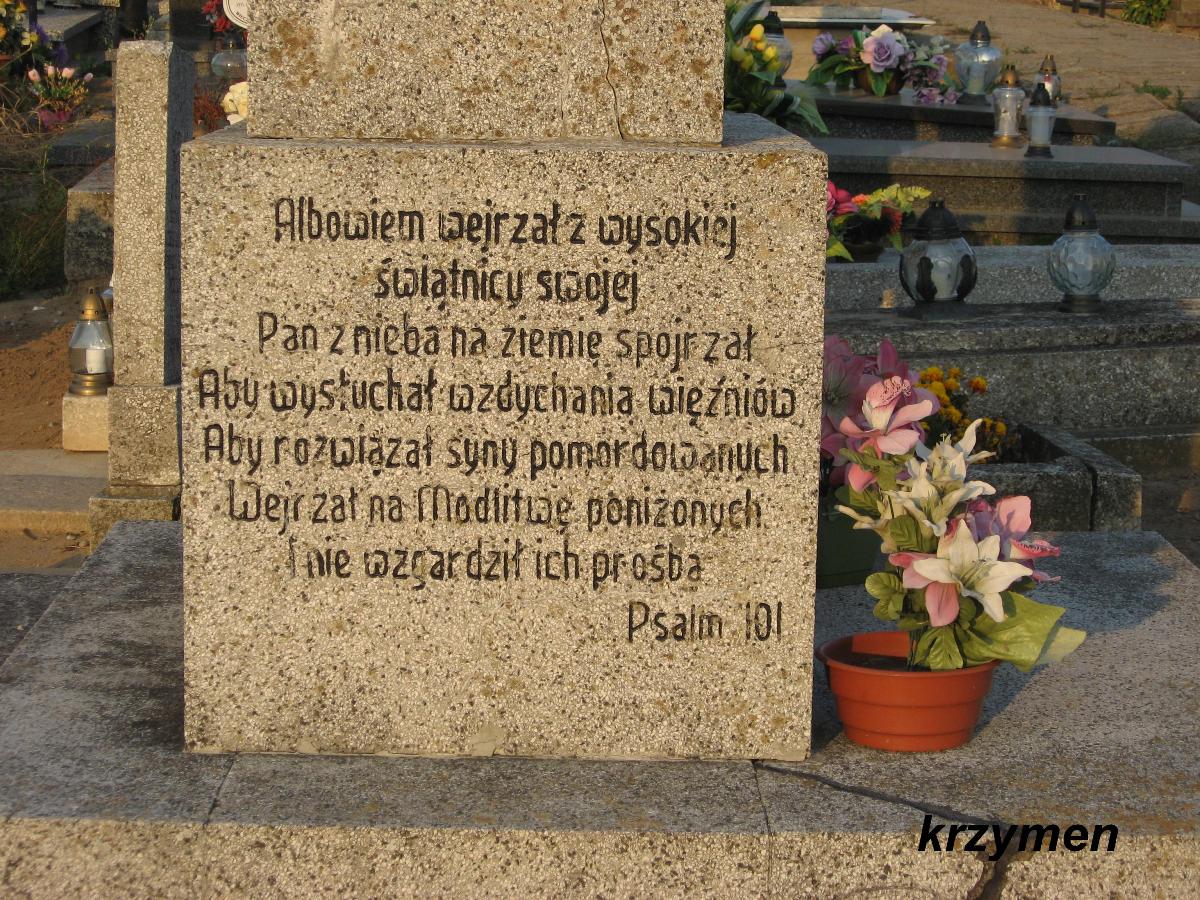 Albowiem wejrzał z wysokiej
świątnicy swojej
Pan z nieba na ziemię spojrzał
Aby wysłuchał wzdychania więźniów
Aby rozwiązał syny pomordowanych
Wejrzał na Modlitwę poniżonych
I nie wzgardził ich prośba
Psalm 101
krzymen